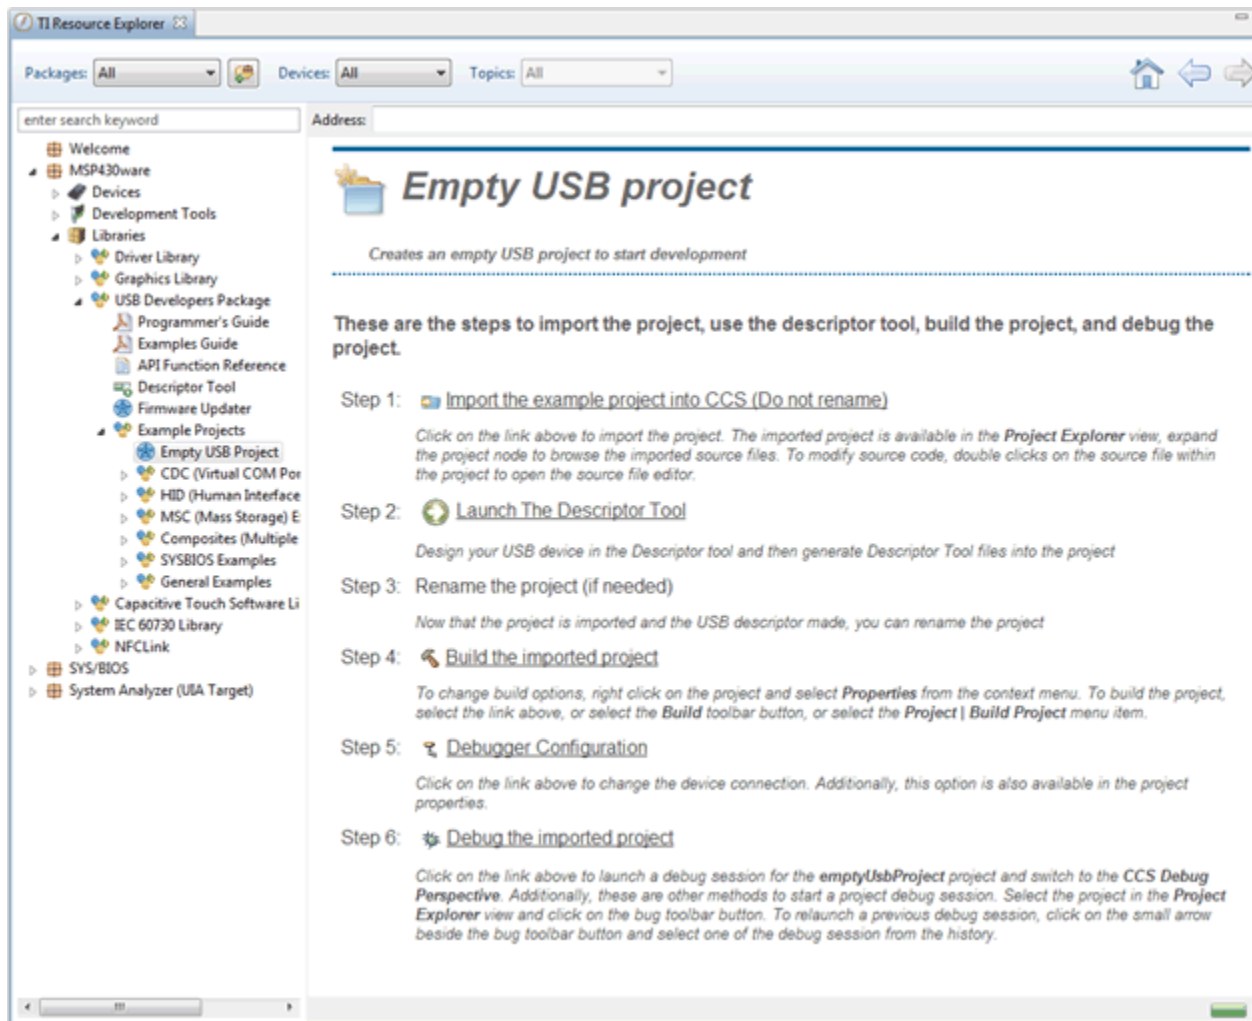 TI Resource Explorer
Packages: All Devices: All Topics: All
enter search keyword
Address:
Welcome
MSP430ware
Devices
Development Tools
Libraries
Driver Library
Graphics Library
USB Developers Package
Programmer's Guide
Examples Guide
API Function Reference
Descriptor Tool
Firmware Updater
Example Projects
Empty USB Project
CDC (Virtual COM Por
HID (Human Interface
MSC (Mass Storage) E
Composites (Multiple
SYSBIOS Examples
General Examples
Capacitive Touch Software Li
IEC 60730 Library
NFCLink
SYS/BIOS
System Analyzer (UIA Target)
Empty USB project
Creates an empty USB project to start development
These are the steps to import the project, use the descriptor tool, build the project, and debug the
project.
Step 1: Import the example project into CCS (Do not rename)
Click on the link above to import the project. The imported project is available in the Project Explorer view, expand
the project node to browse the imported source files. To modify source code, double clicks on the source file within
the project to open the source file editor.
Step 2: Launch The Descriptor Tool
Design your USB device in the Descriptor tool and then generate Descriptor Tool files into the project
Step 3: Rename the project (if needed)
Now that the project is imported and the USB descriptor made, you can rename the project
Step 4: Build the imported project
To change build options, right click on the project and select Properties from the context menu. To build the project,
select the link above, or select the Build toolbar button, or select the Project | Build Project menu item.
Step 5: Debugger Configuration
Click on the link above to change the device connection. Additionally, this option is also available in the project
properties.
Step 6: Debug the imported project
Click on the link above to launch a debug session for the emptyUsbProject project and switch to the CCS Debug
Perspective. Additionally, these are other methods to start a project debug session. Select the project in the Project
Explorer view and click on the bug toolbar button. To relaunch a previous debug session, click on the small arrow
beside the bug toolbar button and select one of the debug session from the history.